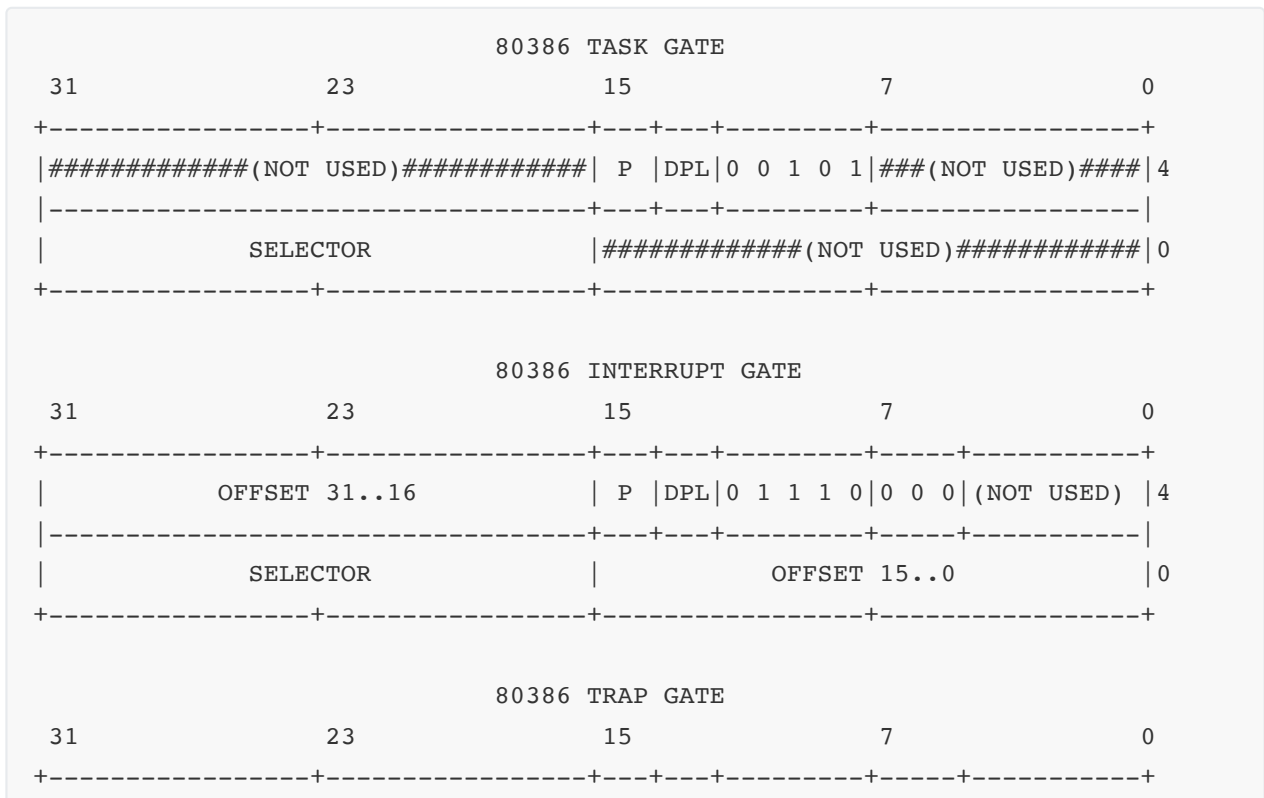 80386 TASK GATE
 31                23                15                7                0
+-----------------+-----------------+---+---+---------+-----------------+
|#############(NOT USED)############| P |DPL|0 0 1 0 1|###(NOT USED)####|4
|-----------------------------------+---+---+---------+-----------------|
|             SELECTOR              |#############(NOT USED)############|0
+-----------------+-----------------+-----------------+-----------------+
                              80386 INTERRUPT GATE
 31                23                15                7                0
+-----------------+-----------------+---+---+---------+-----+-----------+
|           OFFSET 31..16           | P |DPL|0 1 1 1 0|0 0 0|(NOT USED) |4
|-----------------------------------+---+---+---------+-----+-----------|
|             SELECTOR              |           OFFSET 15..0            |0
+-----------------+-----------------+-----------------+-----------------+
                              80386 TRAP GATE
 31                23                15                7                0
+-----------------+-----------------+---+---+---------+-----+-----------+